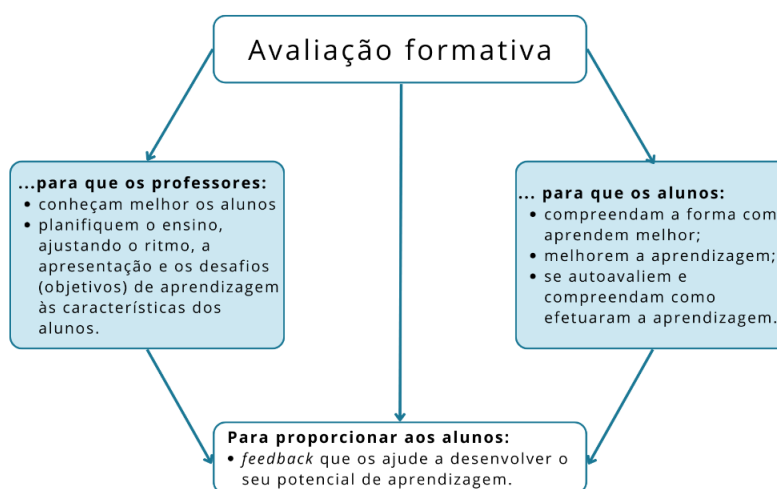 Avaliação formativa
...para que os professores:
• conheçam melhor os alunos
• planifiquem o ensino,
ajustando o ritmo, a
apresentação e os desafios
(objetivos) de aprendizagem
às características dos
alunos.
... para que os alunos:
• compreendam a forma com
aprendem melhor;
• melhorem a aprendizagem;
• se autoavaliem e
compreendam como
efetuaram a aprendizagem.
Para proporcionar aos alunos:
• feedback que os ajude a desenvolver o
seu potencial de aprendizagem.